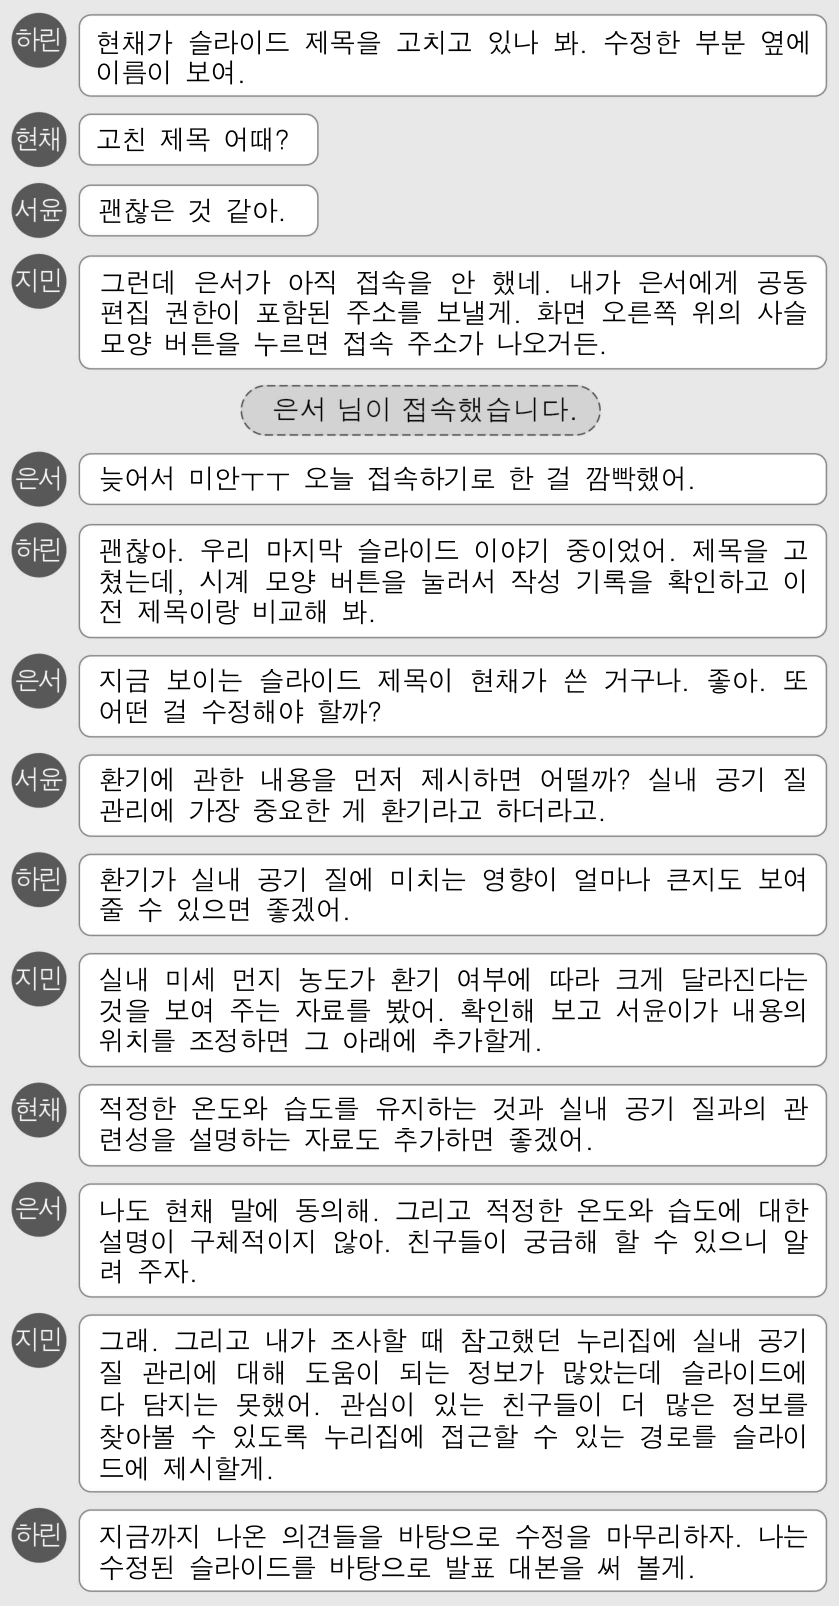 하린
현채가 슬라이드 제목을 고치고 있나 봐. 수정한 부분 옆에
이름이 보여.
현채
고친 제목 어때?
서윤
괜찮은 것 같아.
지민
그런데 은서가 아직 접속을 안 했네. 내가 은서에게 공동
편집 권한이 포함된 주소를 보낼게. 화면 오른쪽 위의 사슬
모양 버튼을 누르면 접속 주소가 나오거든.
은서 님이 접속했습니다.
은서
늦어서 미안ㅜㅜ 오늘 접속하기로 한 걸 깜빡했어.
하린
괜찮아. 우리 마지막 슬라이드 이야기 중이었어. 제목을 고
쳤는데, 시계 모양 버튼을 눌러서 작성 기록을 확인하고 이
전 제목이랑 비교해 봐.
은서
지금 보이는 슬라이드 제목이 현채가 쓴 거구나. 좋아. 또
어떤 걸 수정해야 할까?
서윤
환기에 관한 내용을 먼저 제시하면 어떨까? 실내 공기 질
관리에 가장 중요한 게 환기라고 하더라고.
하린
환기가 실내 공기 질에 미치는 영향이 얼마나 큰지도 보여
줄 수 있으면 좋겠어.
지민
실내 미세 먼지 농도가 환기 여부에 따라 크게 달라진다는
것을 보여 주는 자료를 봤어. 확인해 보고 서윤이가 내용의
위치를 조정하면 그 아래에 추가할게.
현채
적정한 온도와 습도를 유지하는 것과 실내 공기 질과의 관
련성을 설명하는 자료도 추가하면 좋겠어.
은서
나도 현채 말에 동의해. 그리고 적정한 온도와 습도에 대한
설명이 구체적이지 않아. 친구들이 궁금해 할 수 있으니 알
려 주자.
지민
그래. 그리고 내가 조사할 때 참고했던 누리집에 실내 공기
질 관리에 대해 도움이 되는 정보가 많았는데 슬라이드에
다 담지는 못했어. 관심이 있는 친구들이 더 많은 정보를
찾아볼 수 있도록 누리집에 접근할 수 있는 경로를 슬라이
드에 제시할게.
하린
지금까지 나온 의견들을 바탕으로 수정을 마무리하자. 나는
수정된 슬라이드를 바탕으로 발표 대본을 써 볼게.